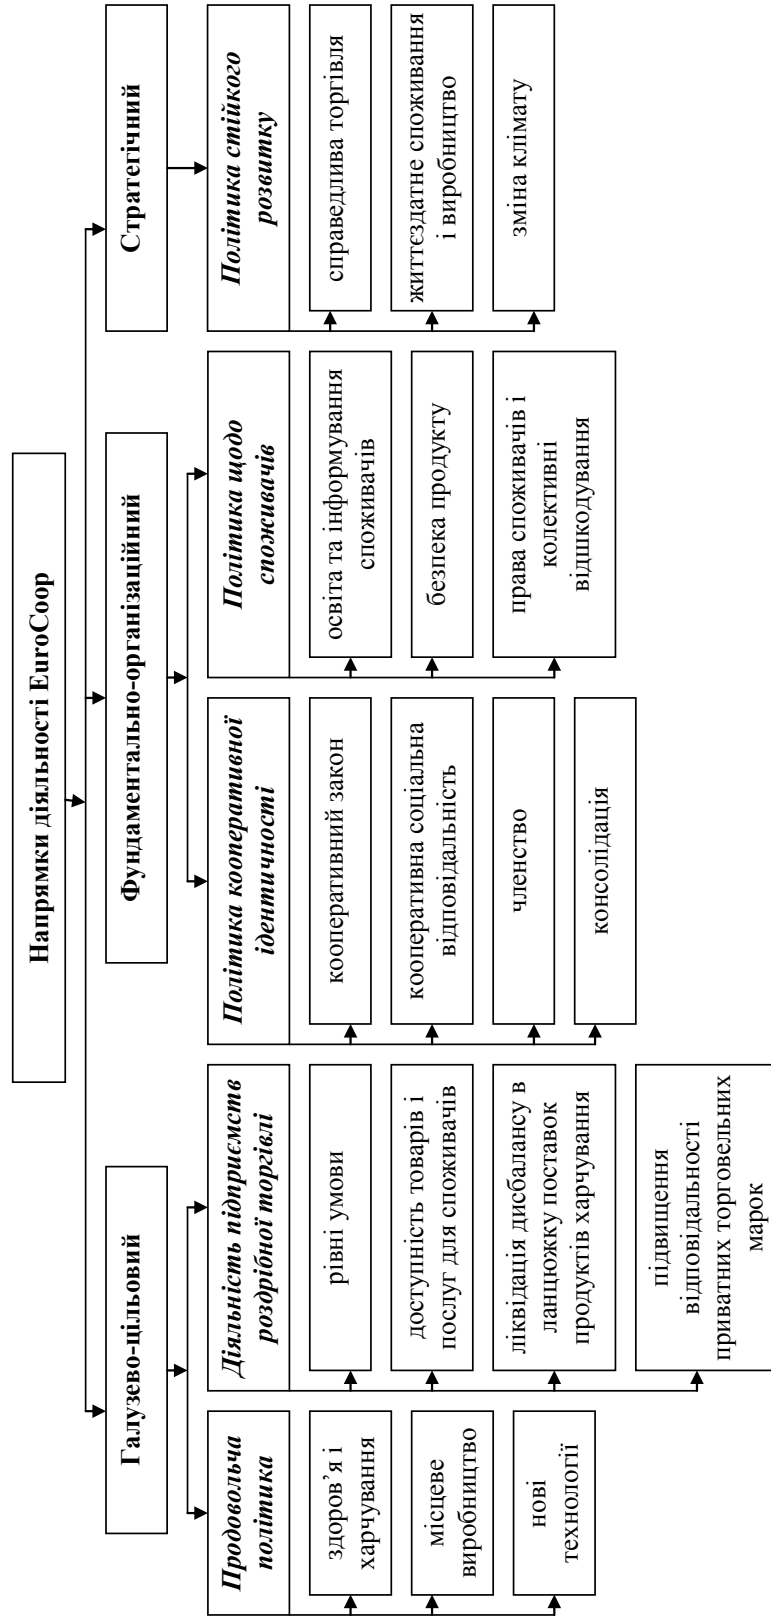 Напрямки діяльності EuroCoop
Галузево-цільовий
Фундаментально-організаційний
Стратегічний
Продовольча
політика
Діяльність підприємств
роздрібної торгівлі
Політика кооперативної
ідентичності
Політика щодо
споживачів
Політика стійкого
розвитку
здоров’я і
харчування
місцеве
виробництво
нові
технології
рівні умови
доступність товарів і
послуг для споживачів
ліквідація дисбалансу в
ланцюжку поставок
продуктів харчування
підвищення
відповідальності
приватних торговельних
марок
кооперативний закон
кооперативна соціальна
відповідальність
членство
консолідація
освіта та інформування
споживачів
безпека продукту
права споживачів і
колективні
відшкодування
справедлива торгівля
життєздатне споживання
і виробництво
зміна клімату